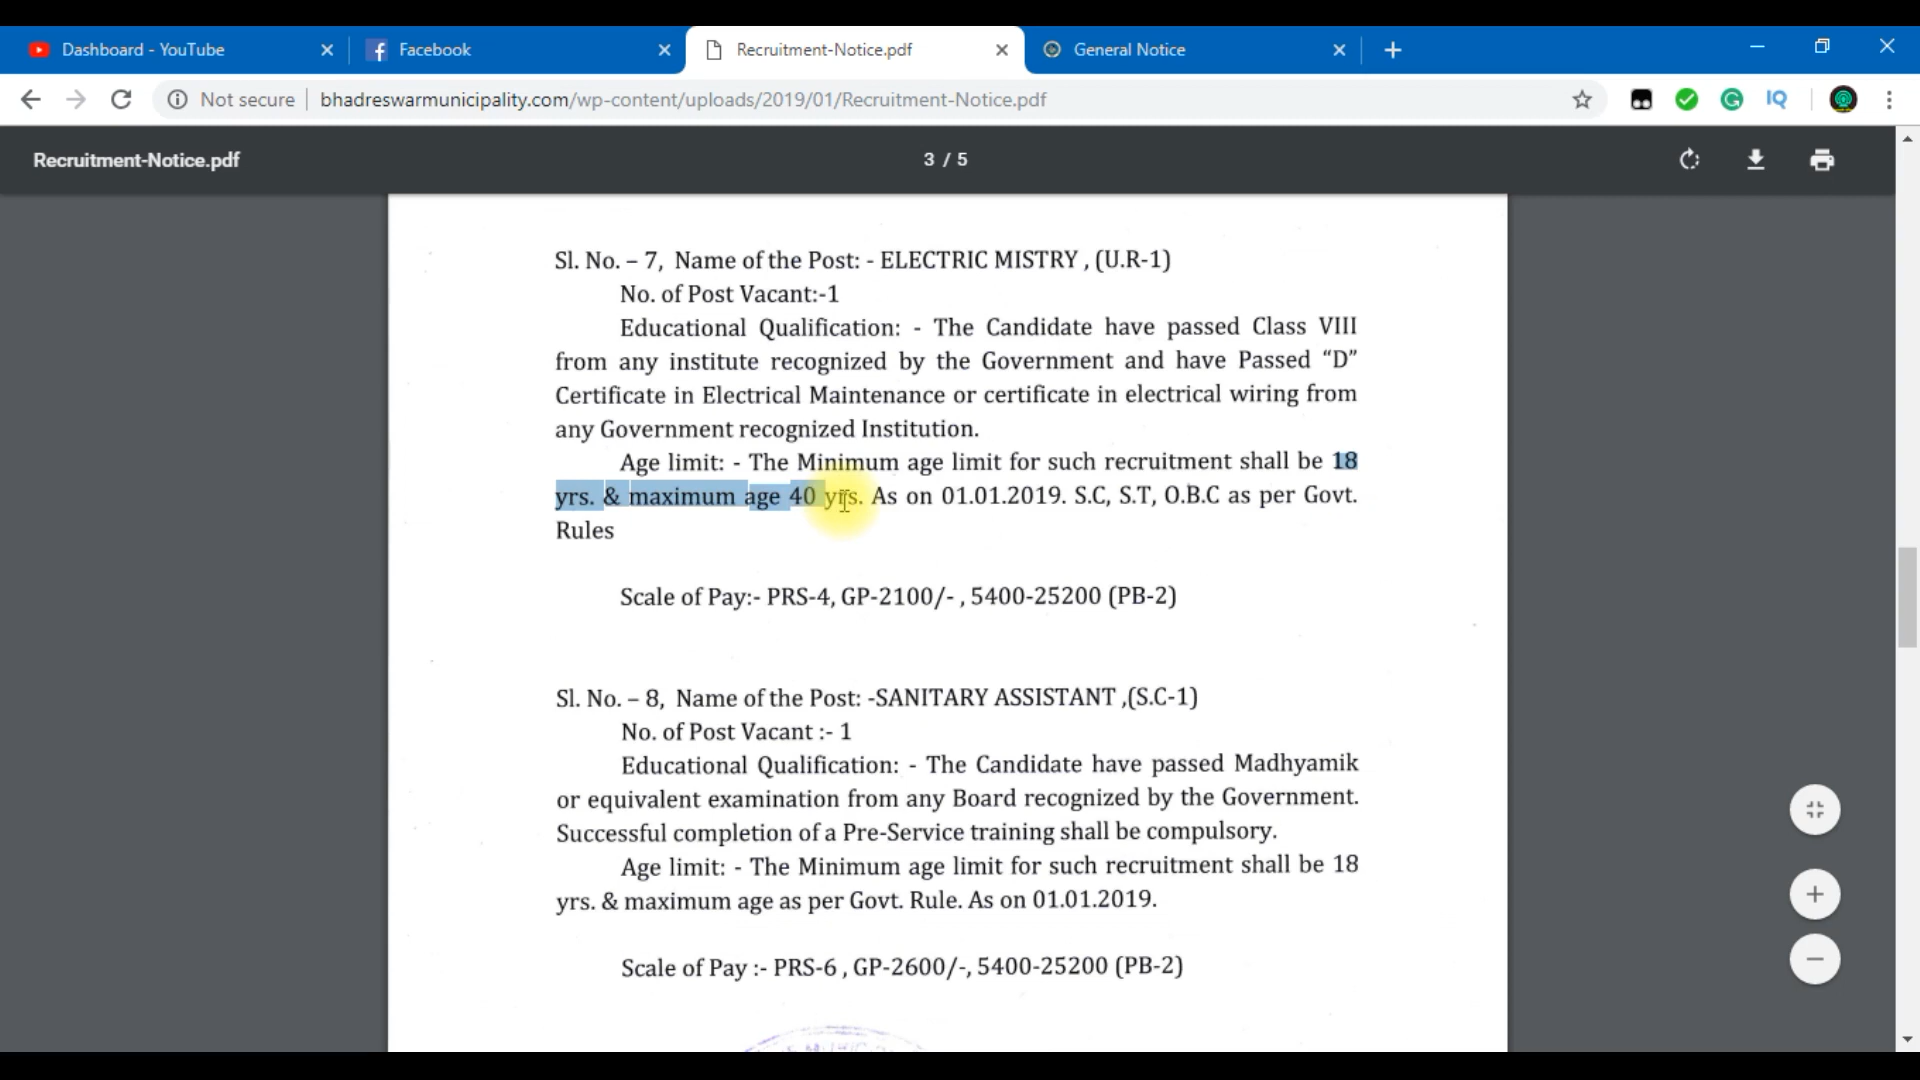 Dashboard - YouTube
Facebook
Recruitment-Notice.pdf
General Notice
Not secure
bhadreswarmunicipality.com/wp-content/uploads/2019/01/Recruitment-Notice.pdf
IQ
Recruitment-Notice.pdf
3 / 5
Sl. No. – 7, Name of the Post: - ELECTRIC MISTRY , (U.R-1)
No. of Post Vacant:-1
Educational Qualification: - The Candidate have passed Class VIII
from any institute recognized by the Government and have Passed “D”
Certificate in Electrical Maintenance or certificate in electrical wiring from
any Government recognized Institution.
Age limit: - The Minimum age limit for such recruitment shall be 18
yrs. & maximum age 40 yrs. As on 01.01.2019. S.C, S.T, O.B.C as per Govt.
Rules
Scale of Pay:- PRS-4, GP-2100/- , 5400-25200 (PB-2)
Sl. No. – 8, Name of the Post: -SANITARY ASSISTANT ,(S.C-1)
No. of Post Vacant :- 1
Educational Qualification: - The Candidate have passed Madhyamik
or equivalent examination from any Board recognized by the Government.
Successful completion of a Pre-Service training shall be compulsory.
Age limit: - The Minimum age limit for such recruitment shall be 18
yrs. & maximum age as per Govt. Rule. As on 01.01.2019.
Scale of Pay :- PRS-6 , GP-2600/-, 5400-25200 (PB-2)